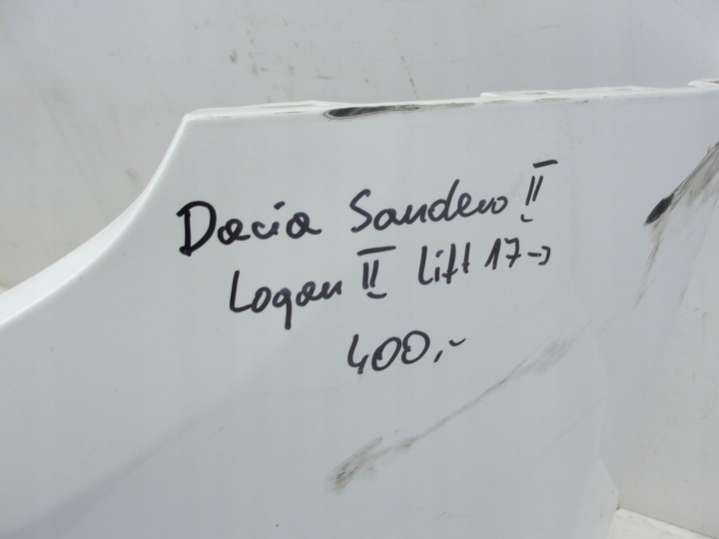 Dacia Sandero II
Logan II Lift 17->
400,-